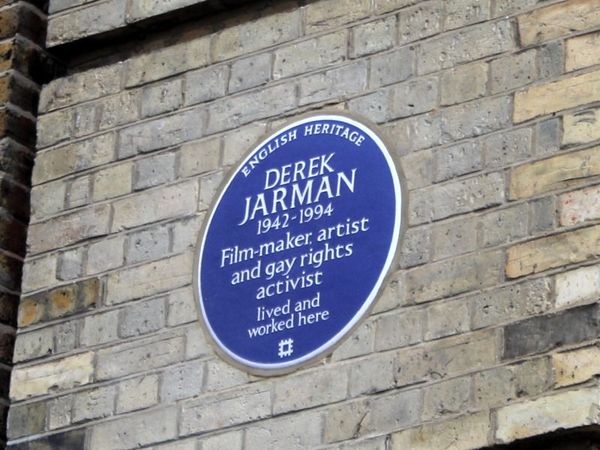 ENGLISH HERITAGE
DEREK
JARMAN
1942-1994
Film-maker, artist
and gay rights
activist
lived and
worked here